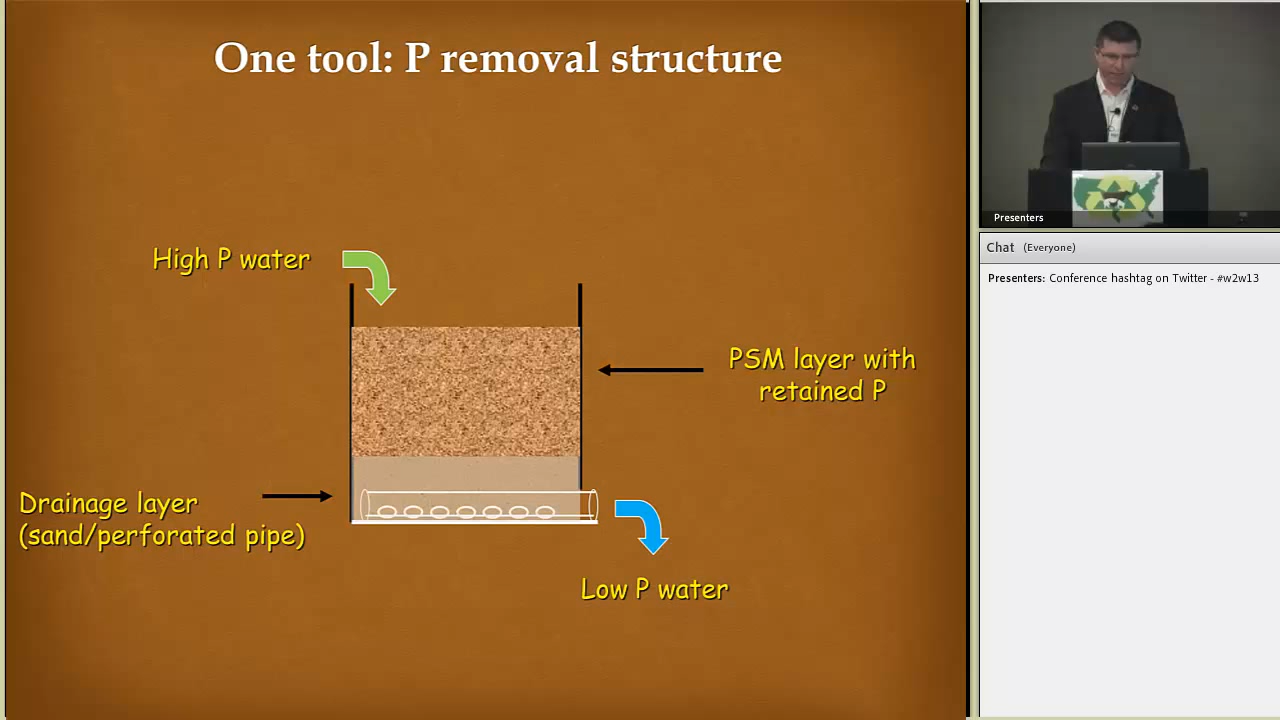 One tool: P removal structure
High P water
PSM layer with
retained P
Drainage layer
(sand/perforated pipe)
Low P water
Presenters
Chat (Everyone)
Presenters: Conference hashtag on Twitter - #w2w13